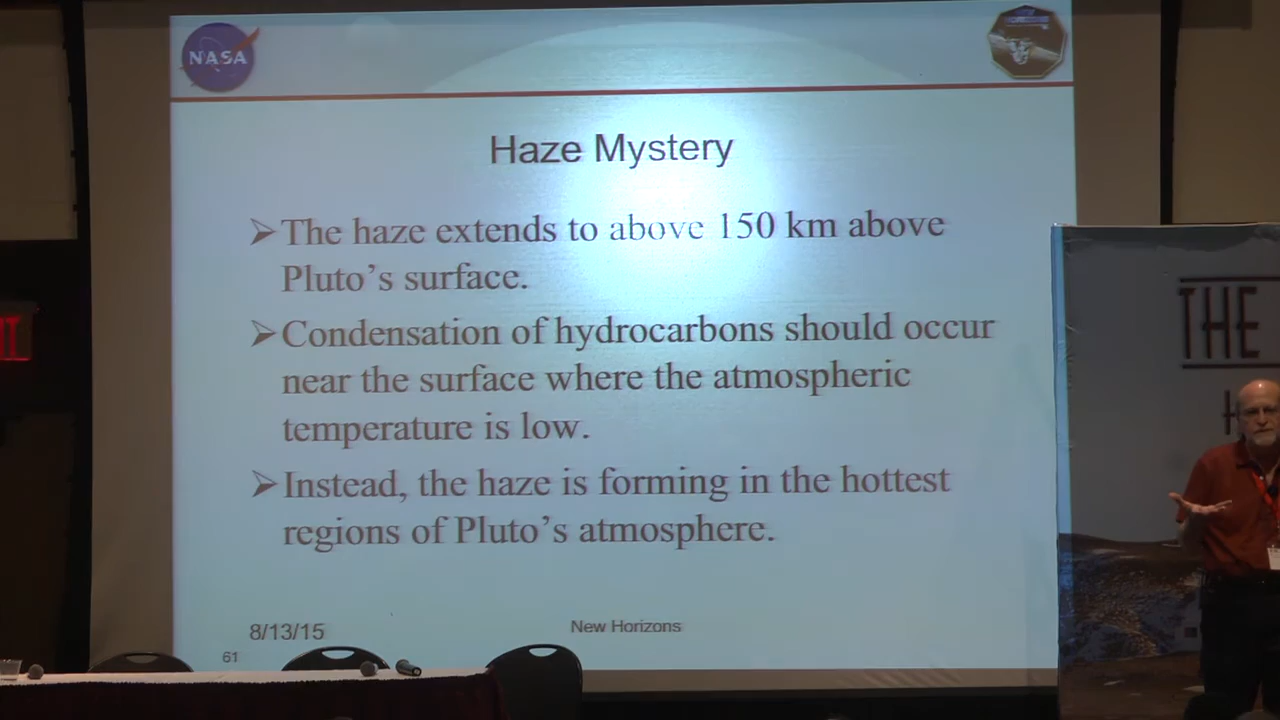 NASA
Haze Mystery
➢The haze extends to above 150 km above
Pluto’s surface.
➢Condensation of hydrocarbons should occur
near the surface where the atmospheric
temperature is low.
➢Instead, the haze is forming in the hottest
regions of Pluto’s atmosphere.
8/13/15
New Horizons
61
THE